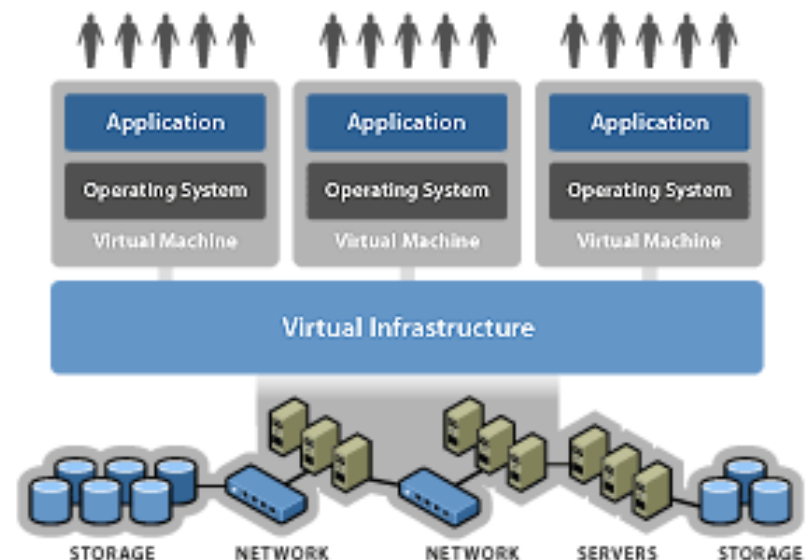 Application
Application
Application
Operating System
Operating System
Operating System
Virtual Machine
Virtual Machine
Virtual Machine
Virtual Infrastructure
STORAGE
NETWORK
NETWORK
SERVERS
STORAGE